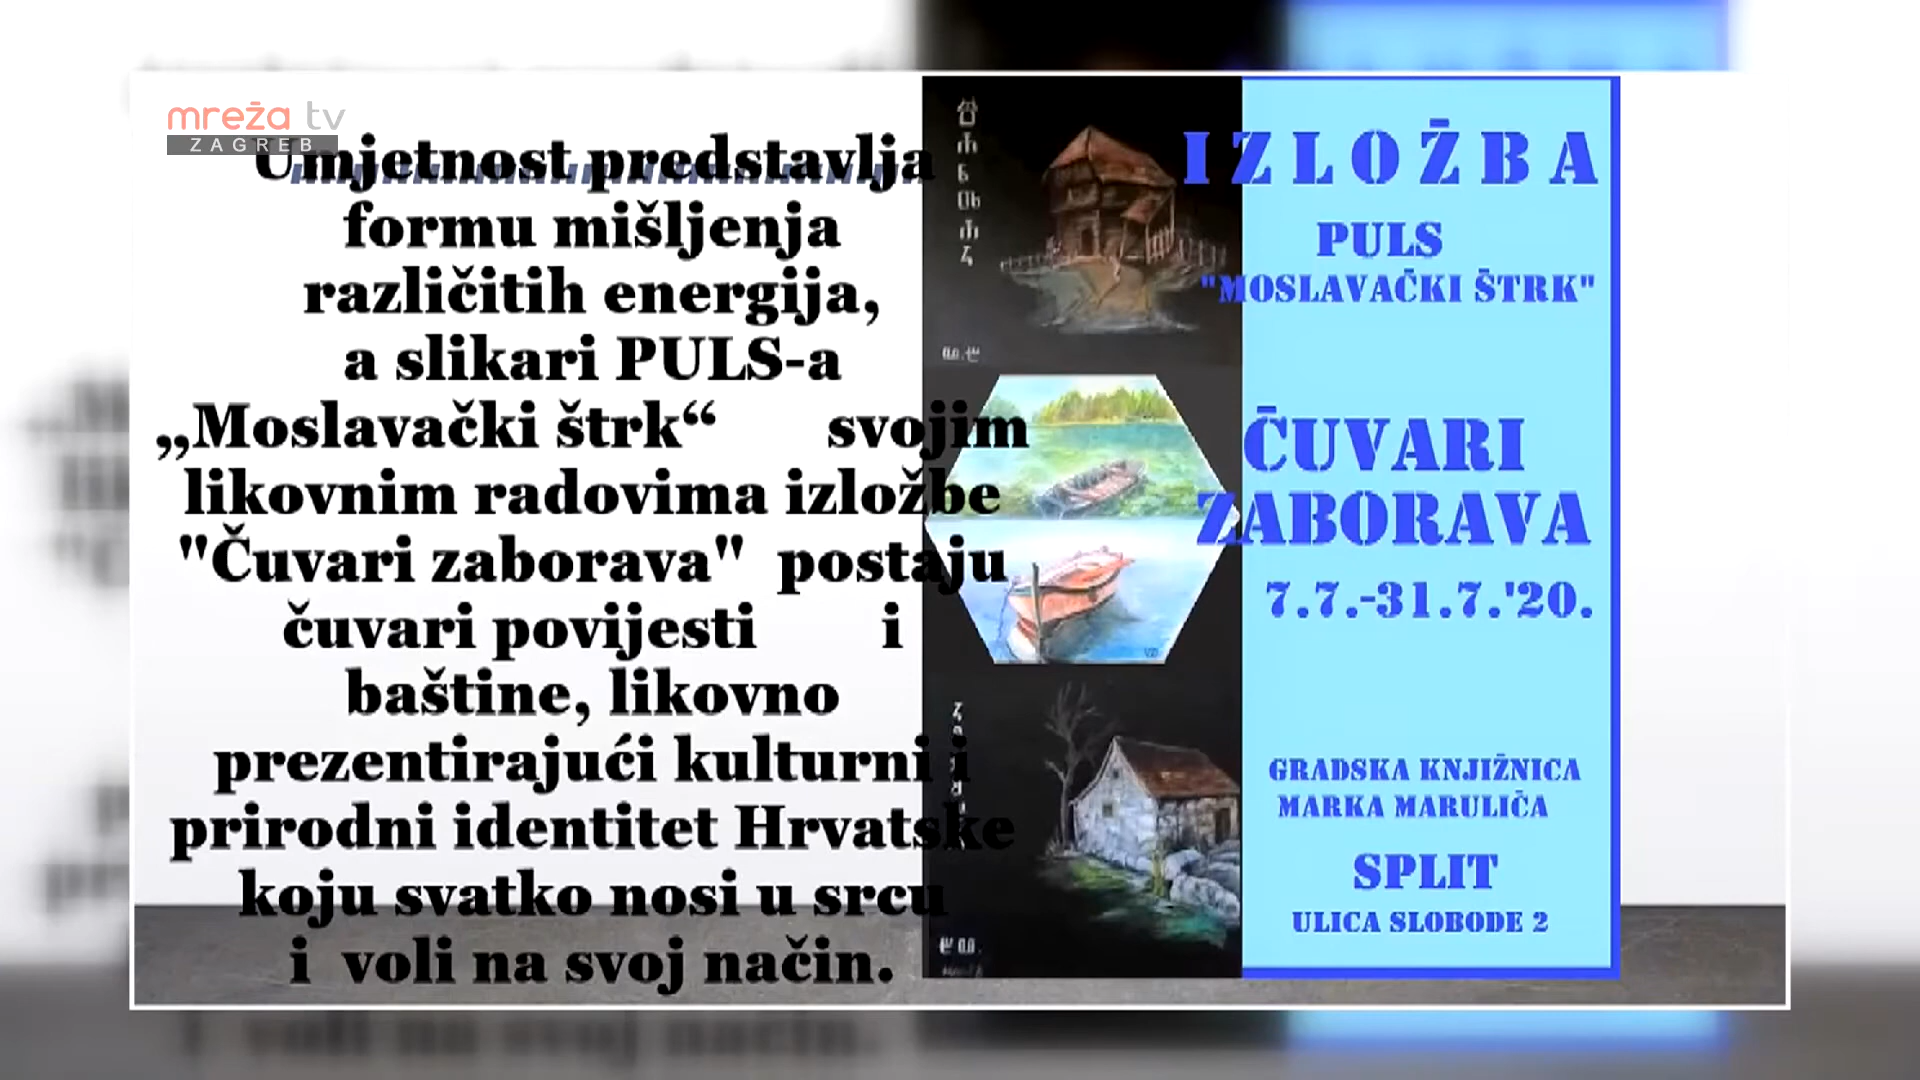 mreža tv
ZAGREB
Umjetnost predstavlja
formu mišljenja
različitih energija,
a slikari PULS-a
„Moslavački štrk“ svojim
likovnim radovima izložbe
"Čuvari zaborava" postaju
čuvari povijesti i
baštine, likovno
prezentirajući kulturni i
prirodni identitet Hrvatske
koju svatko nosi u srcu
i voli na svoj način.
IZLOŽBA
PULS
"MOSLAVAČKI ŠTRK"
ČUVARI
ZABORAVA
7.7.-31.7.'20.
GRADSKA KNJIŽNICA
MARKA MARULIĆA
SPLIT
ULICA SLOBODE 2